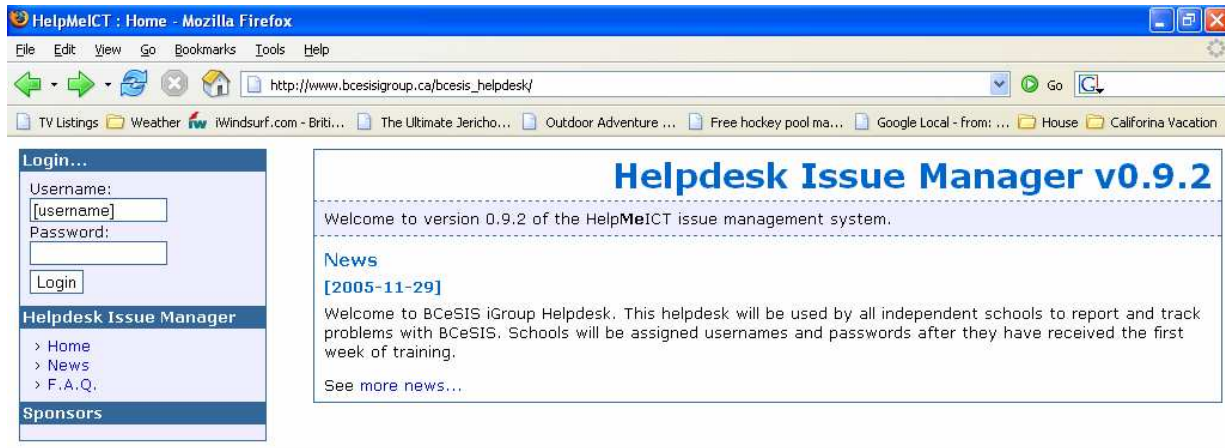 HelpMeICT : Home - Mozilla Firefox
File Edit View Go Bookmarks Tools Help
http://www.bcesisigroup.ca/bcesis_helpdesk/
Go
G
TV Listings Weather iWindsurf.com - Briti... The Ultimate Jericho... Outdoor Adventure ... Free hockey pool ma... Google Local - from: ... House Califorina Vacation
Login...
Username:
[username]
Password:
Login
Helpdesk Issue Manager
> Home
> News
> F.A.Q.
Sponsors
Helpdesk Issue Manager v0.9.2
Welcome to version 0.9.2 of the HelpMeICT issue management system.
News
[2005-11-29]
Welcome to BCeSIS iGroup Helpdesk. This helpdesk will be used by all independent schools to report and track
problems with BCeSIS. Schools will be assigned usernames and passwords after they have received the first
week of training.
See more news...